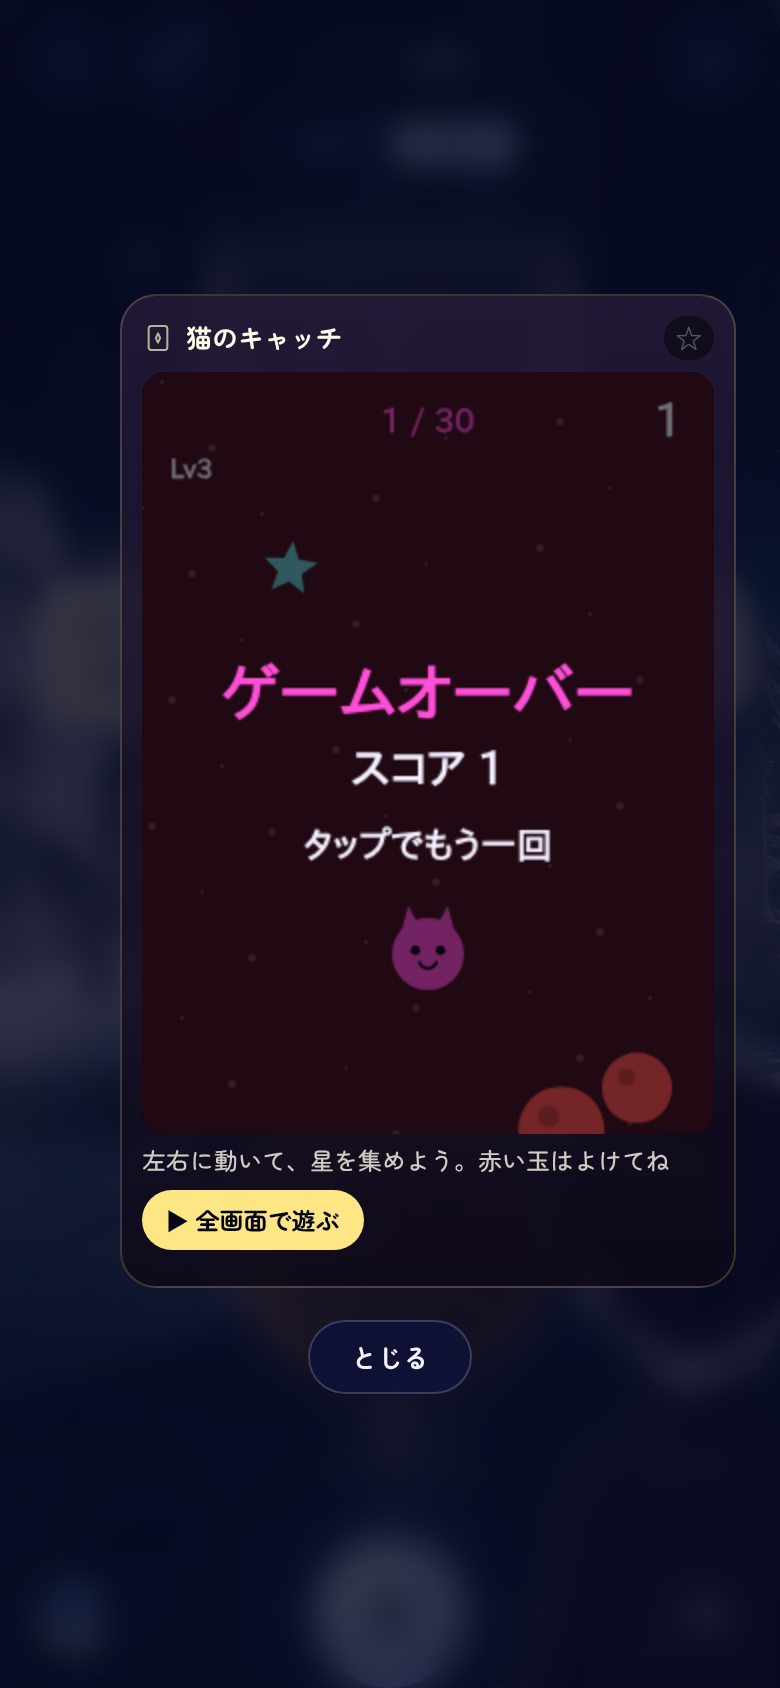 猫のキャッチ
1 / 30
1
Lv3
ゲームオーバー
スコア 1
タップでもう一回
左右に動いて、星を集めよう。赤い玉はよけてね
▶ 全画面で遊ぶ
とじる